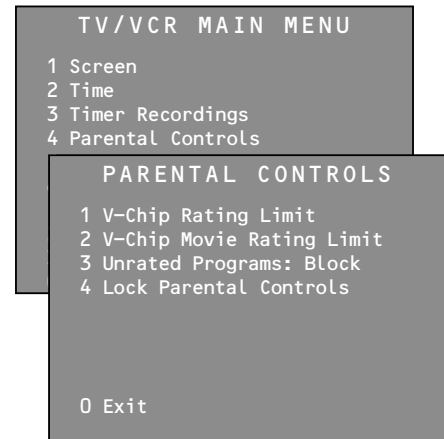 TV/VCR MAIN MENU
1 Screen
2 Time
3 Timer Recordings
4 Parental Controls
PARENTAL CONTROLS
1 V-Chip Rating Limit
2 V-Chip Movie Rating Limit
3 Unrated Programs: Block
4 Lock Parental Controls
0 Exit